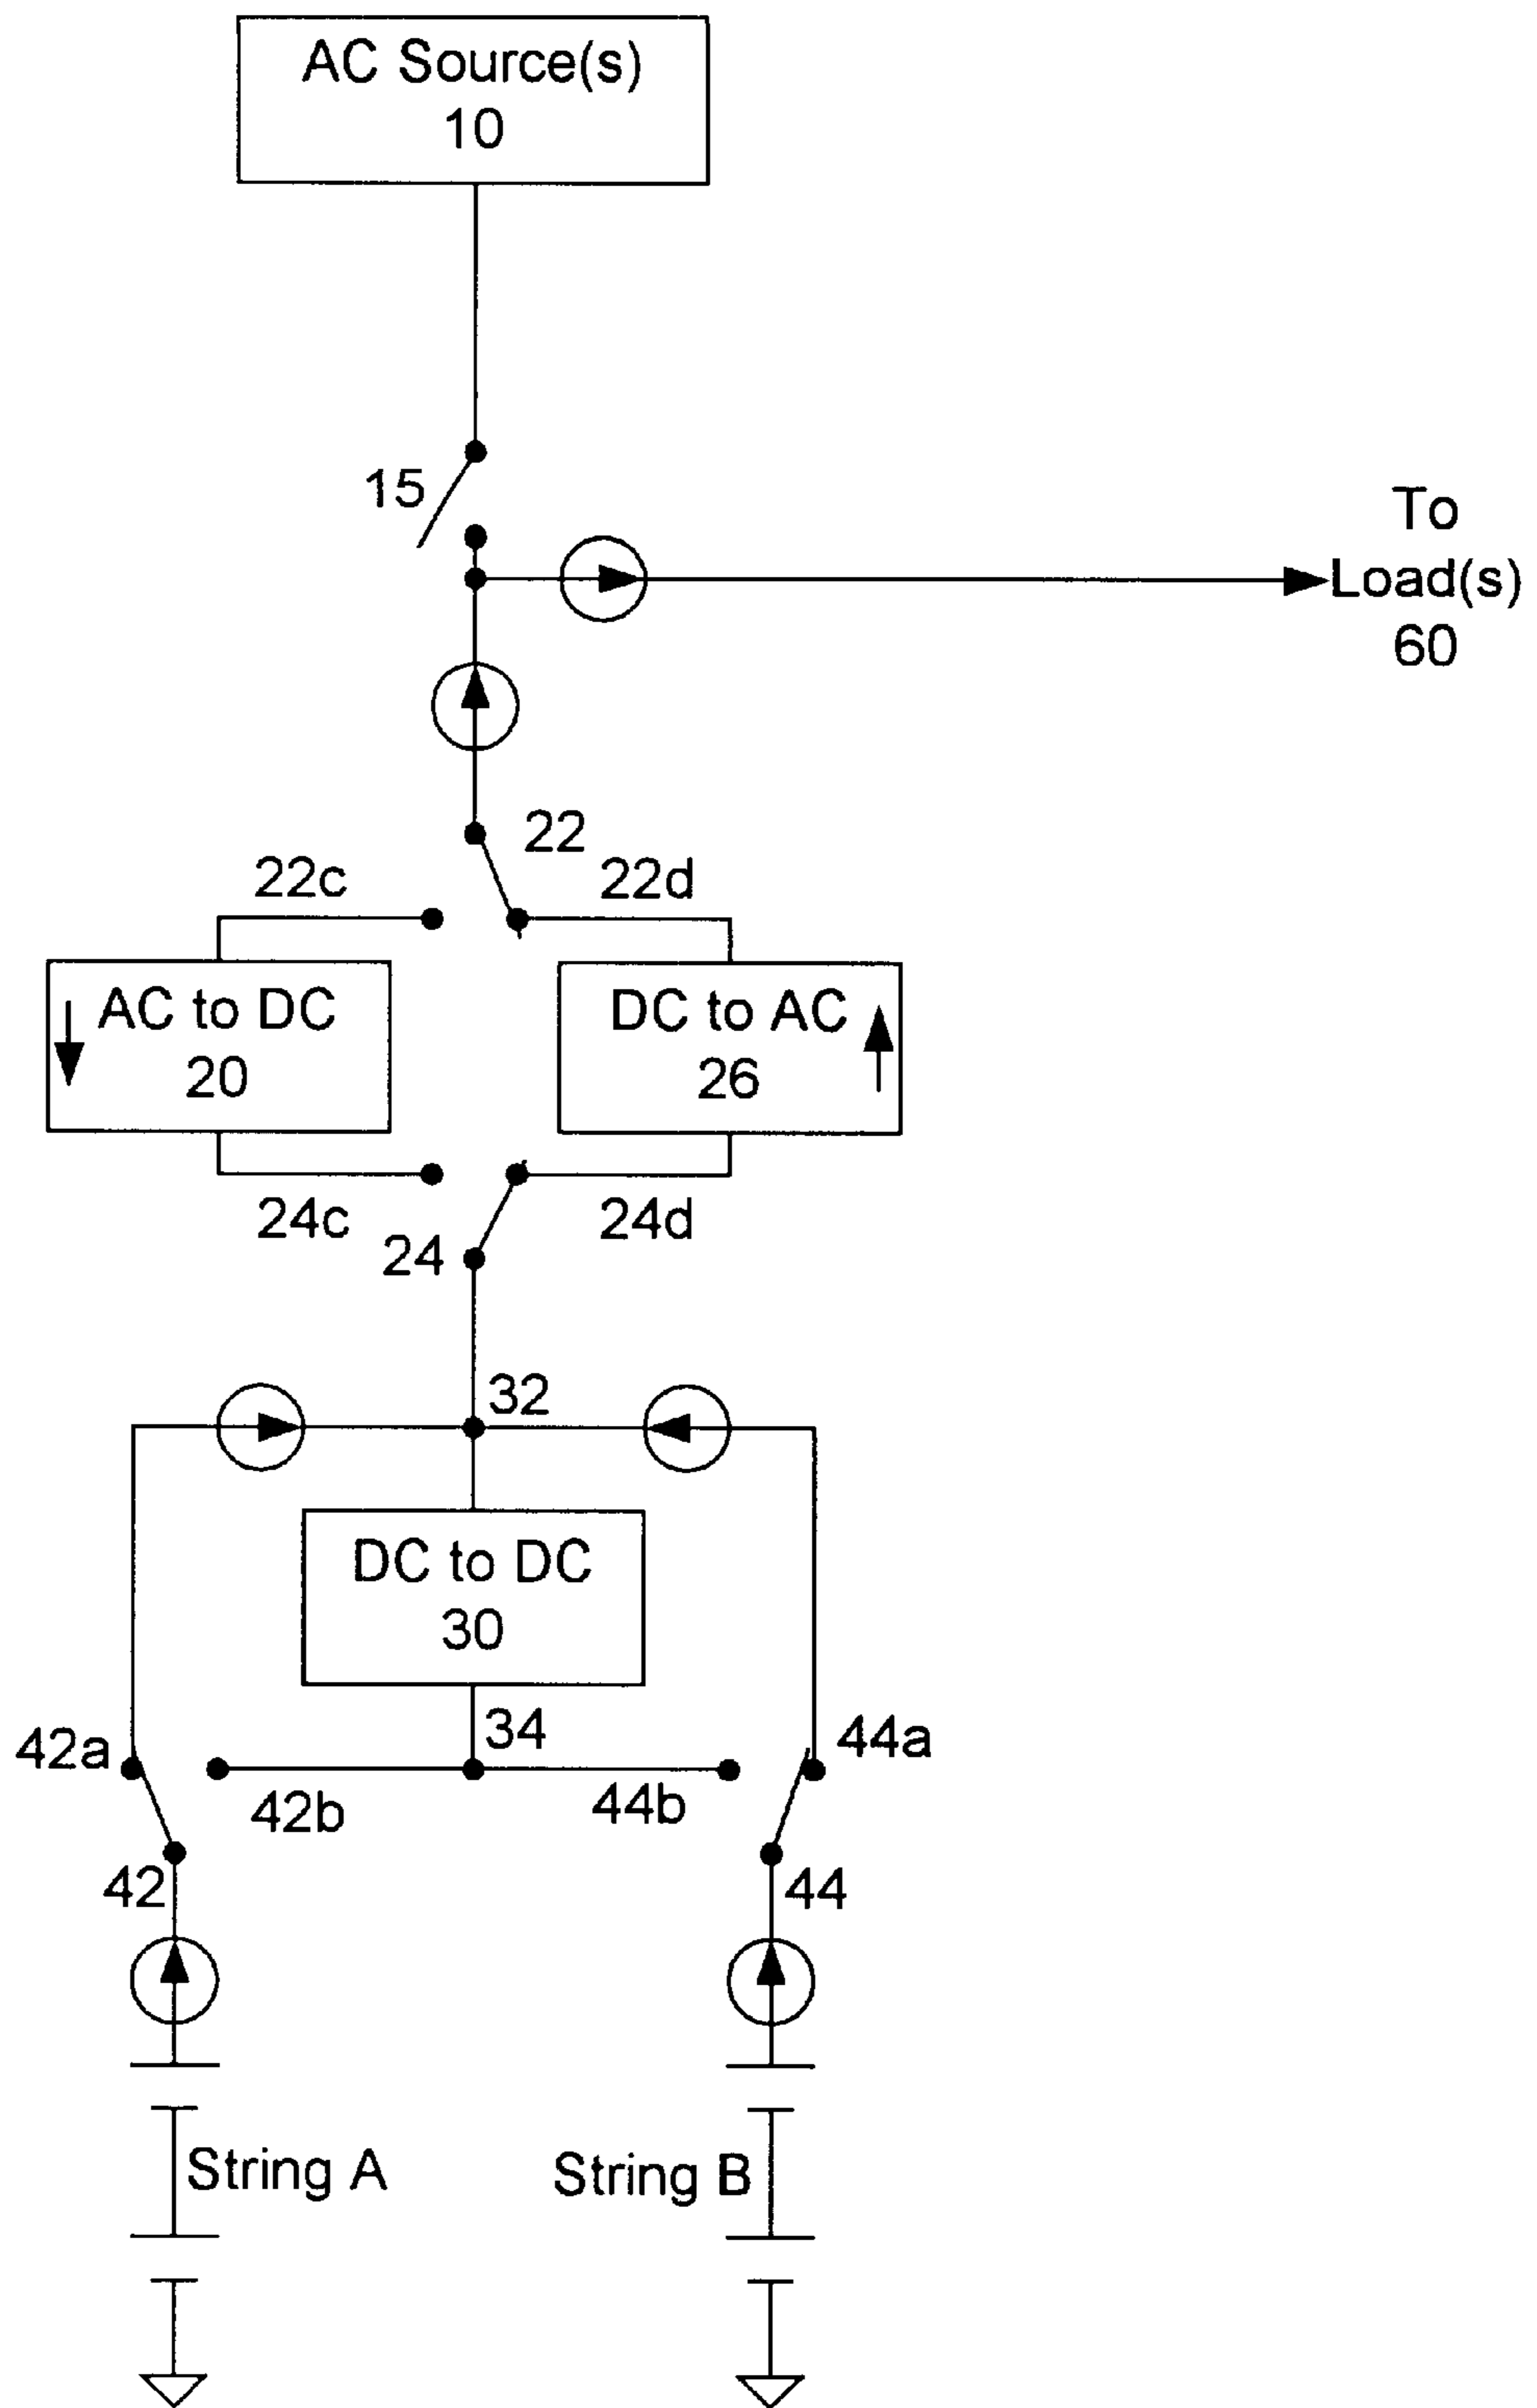 AC Source(s)
10
15
To
Load(s)
60
22
22c
22d
AC to DC
20
DC to AC
26
24c
24d
24
32
DC to DC
30
34
42a
44a
42b
44b
42
44
String A
String B